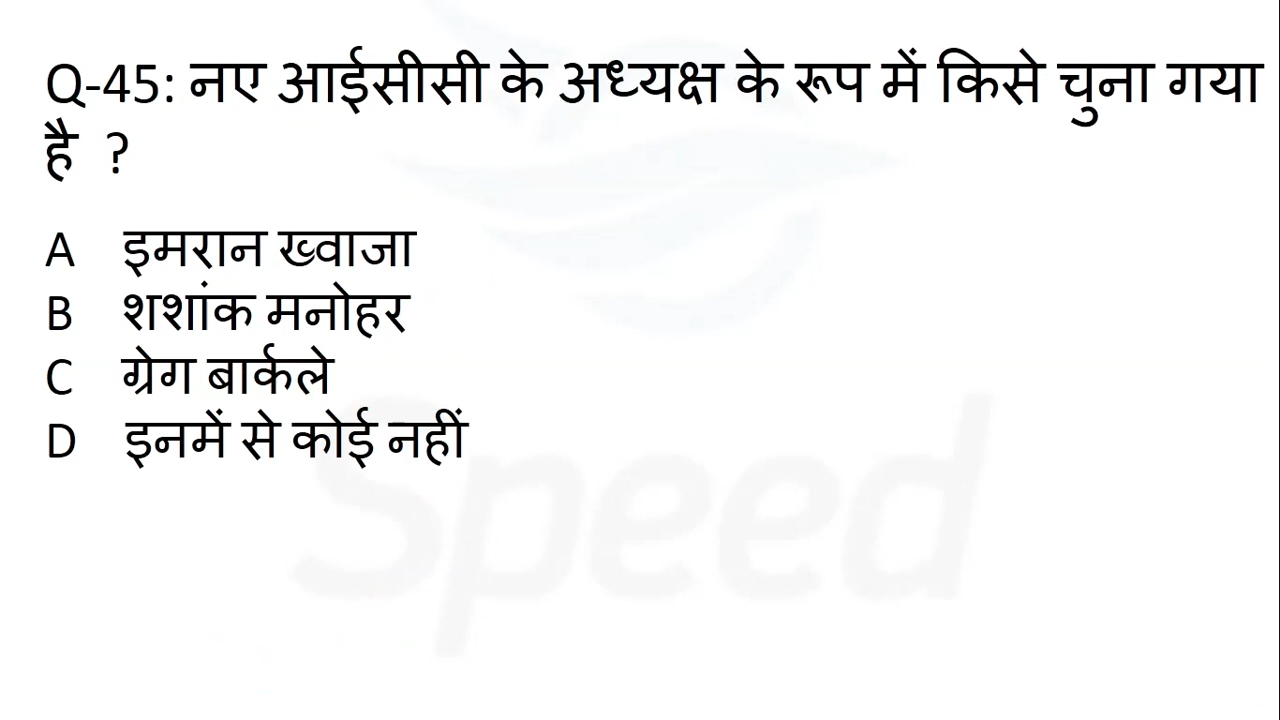 Q-45: नए आईसीसी के अध्यक्ष के रूप में किसे चुना गया
है ?
A इमरान ख्वाजा
B शशांक मनोहर
C ग्रेग बार्कले
D इनमें से कोई नहीं
Speed